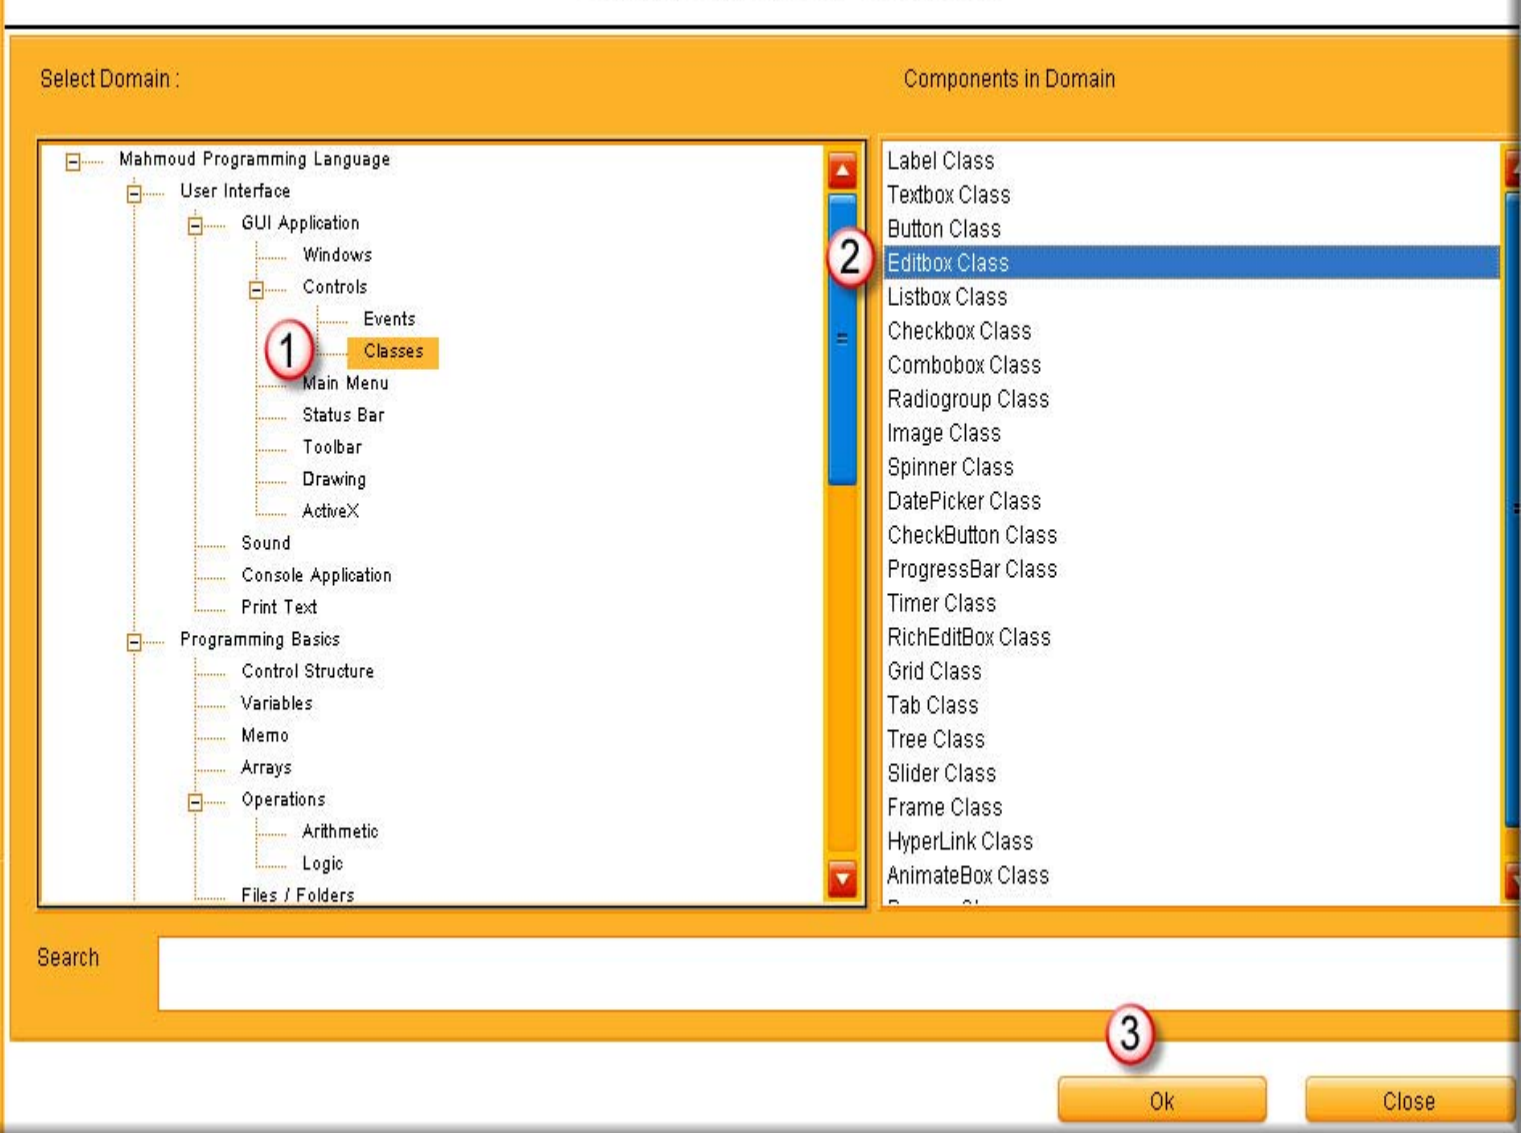 Select Domain :
Components in Domain
Mahmoud Programming Language
User Interface
GUI Application
Windows
Controls
Events
1
Classes
Main Menu
Status Bar
Toolbar
Drawing
ActiveX
Sound
Console Application
Print Text
Programming Basics
Control Structure
Variables
Memo
Arrays
Operations
Arithmetic
Logic
Files / Folders
Label Class
Textbox Class
Button Class
2
Editbox Class
Listbox Class
Checkbox Class
Combobox Class
Radiogroup Class
Image Class
Spinner Class
DatePicker Class
CheckButton Class
ProgressBar Class
Timer Class
RichEditBox Class
Grid Class
Tab Class
Tree Class
Slider Class
Frame Class
HyperLink Class
AnimateBox Class
Search
3
Ok
Close